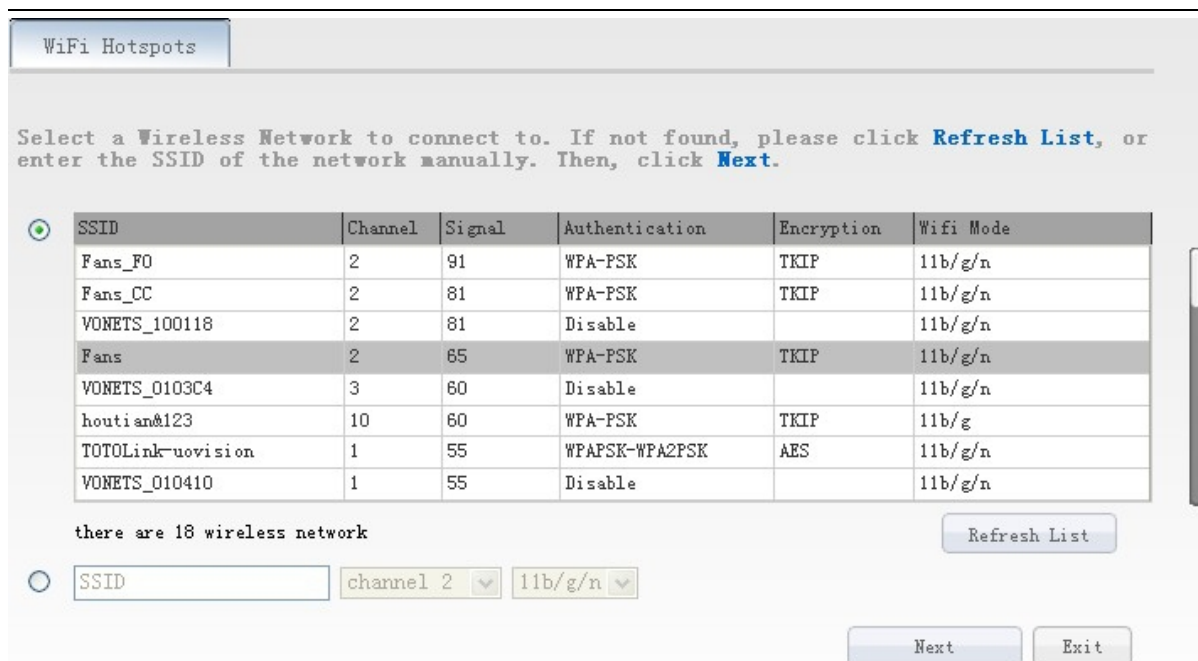 WiFi Hotspots
Select a Wireless Network to connect to. If not found, please click Refresh List, or
enter the SSID of the network manually. Then, click Next.
SSID Channel Signal Authentication Encryption Wifi Mode
Fans_FO 2 91 WPA-PSK TKIP 11b/g/n
Fans_CC 2 81 WPA-PSK TKIP 11b/g/n
VONETS_100118 2 81 Disable 11b/g/n
Fans 2 65 WPA-PSK TKIP 11b/g/n
VONETS_0103C4 3 60 Disable 11b/g/n
houtian&123 10 60 WPA-PSK TKIP 11b/g
TOTOLink-uovision 1 55 WPAPSK-WPA2PSK AES 11b/g/n
VONETS_010410 1 55 Disable 11b/g/n
there are 18 wireless network
Refresh List
SSID channel 2 11b/g/n
Next Exit